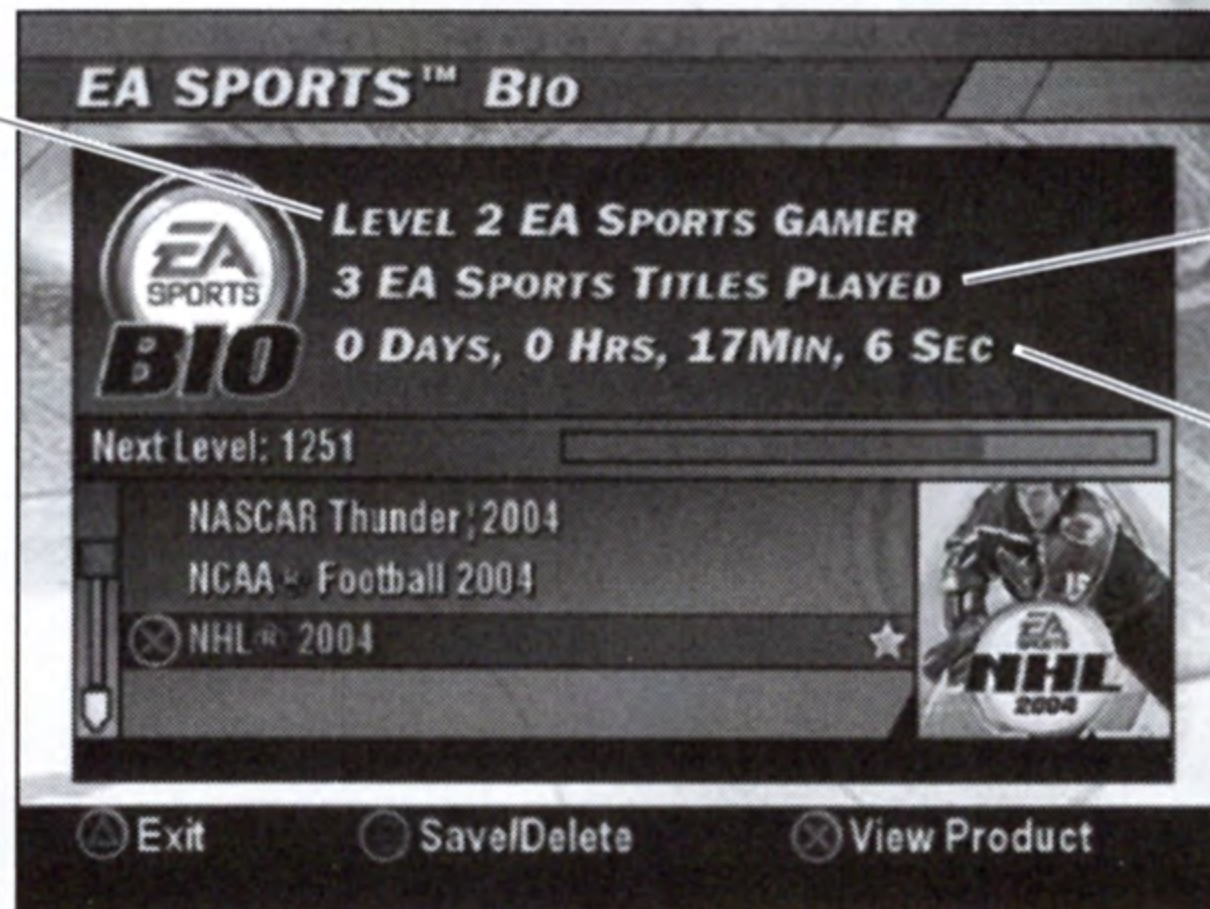 EA SPORTS™ BIO
EA
SPORTS
BIO
LEVEL 2 EA SPORTS GAMER
3 EA SPORTS TITLES PLAYED
0 DAYS, 0 HRS, 17MIN, 6 SEC
Next Level: 1251
NASCAR Thunder¦2004
NCAA Football 2004
NHL® 2004
15
EA
SPORTS
NHL
2004
Exit
Save/Delete
View Product